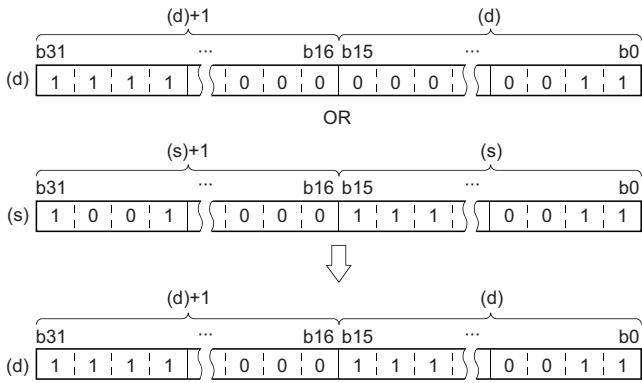 (d)+1 (d)
b31 ... b16 b15 ... b0
(d) 1 1 1 1 0 0 0 0 0 0 0 0 1 1
OR
(s)+1 (s)
b31 ... b16 b15 ... b0
(s) 1 0 0 1 0 0 0 1 1 1 0 0 1 1
(d)+1 (d)
b31 ... b16 b15 ... b0
(d) 1 1 1 1 0 0 0 1 1 1 0 0 1 1